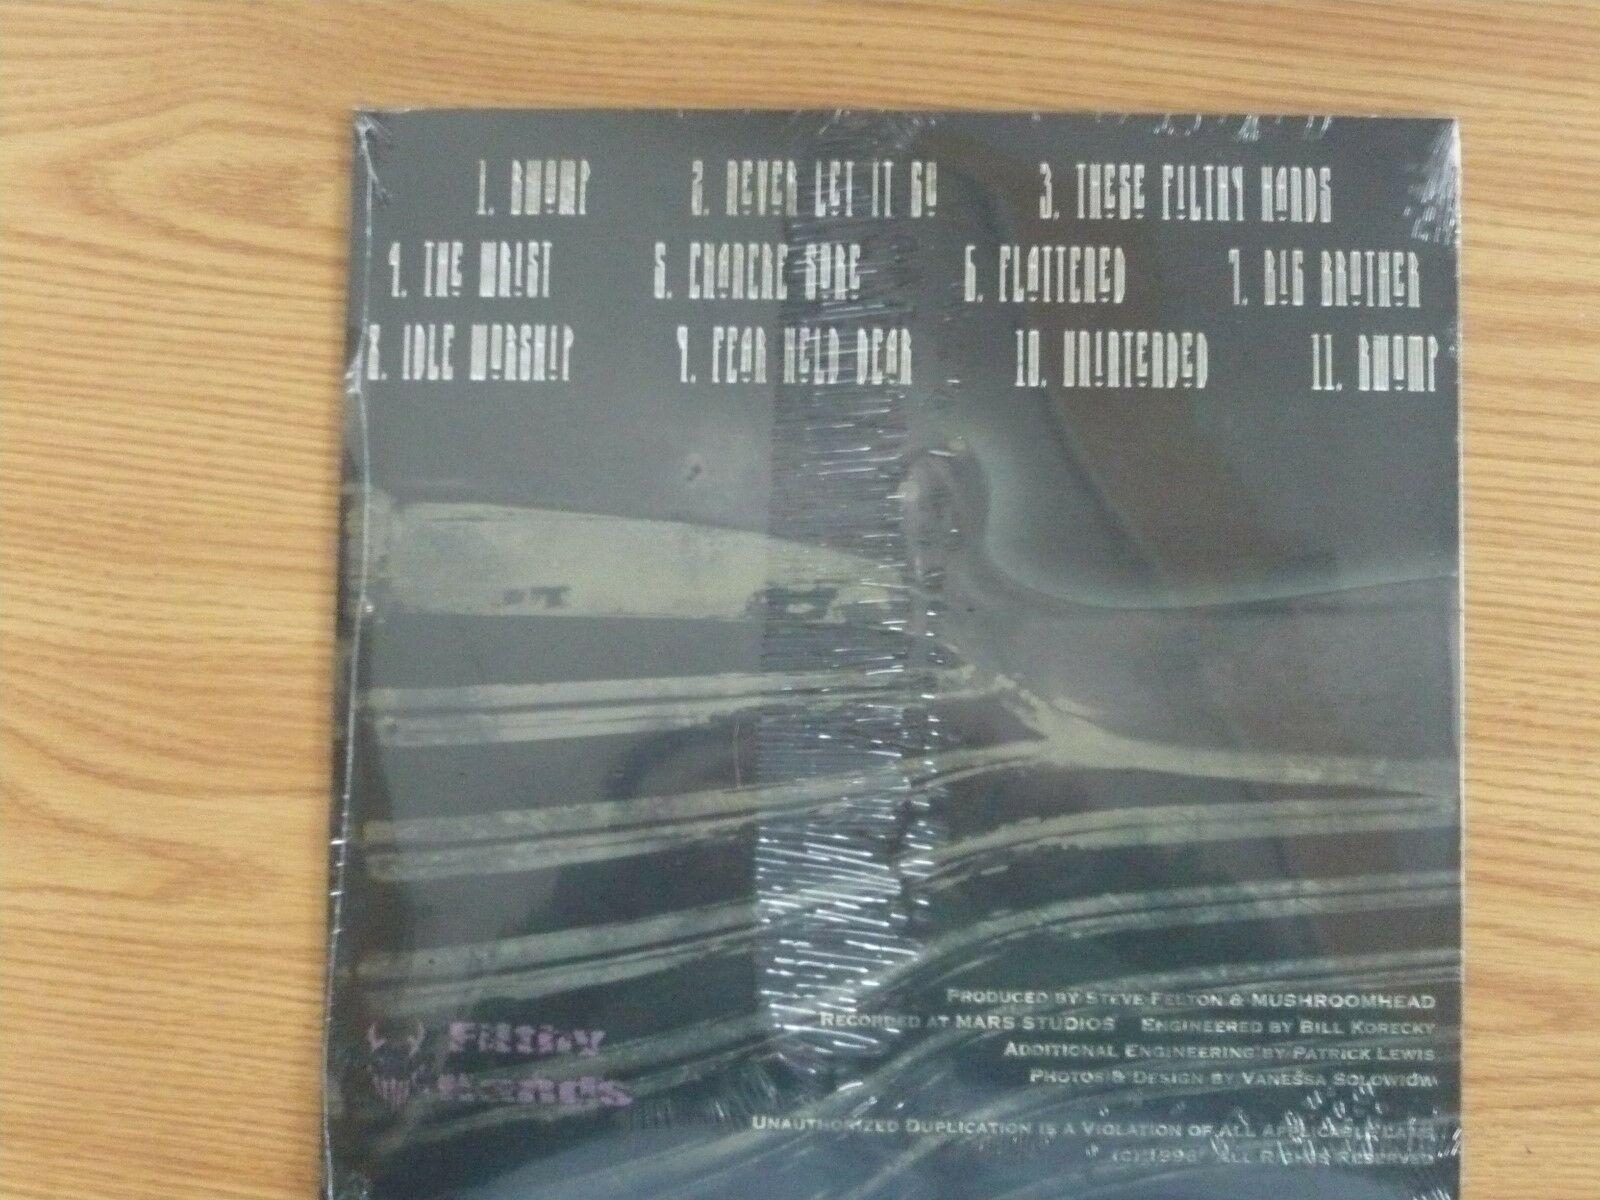 1. BWOMP 2. NEVER LET IT GO 3. THESE FILTHY HANDS
4. THE WRIST 5. CHANCRE SORE 6. FLATTENED 7. BIG BROTHER
8. IDLE WORSHIP 9. FEAR HELD DEAR 10. UNINTENDED 11. BWOMP
PRODUCED BY STEVE FELTON & MUSHROOMHEAD
RECORDED AT MARS STUDIOS ENGINEERED BY BILL KORECKY
ADDITIONAL ENGINEERING BY PATRICK LEWIS
PHOTOS & DESIGN BY VANESSA SOLOWIOW
Filthy
Hands
UNAUTHORIZED DUPLICATION IS A VIOLATION OF ALL APPLICABLE LAWS
(C) 1996 ALL RIGHTS RESERVED